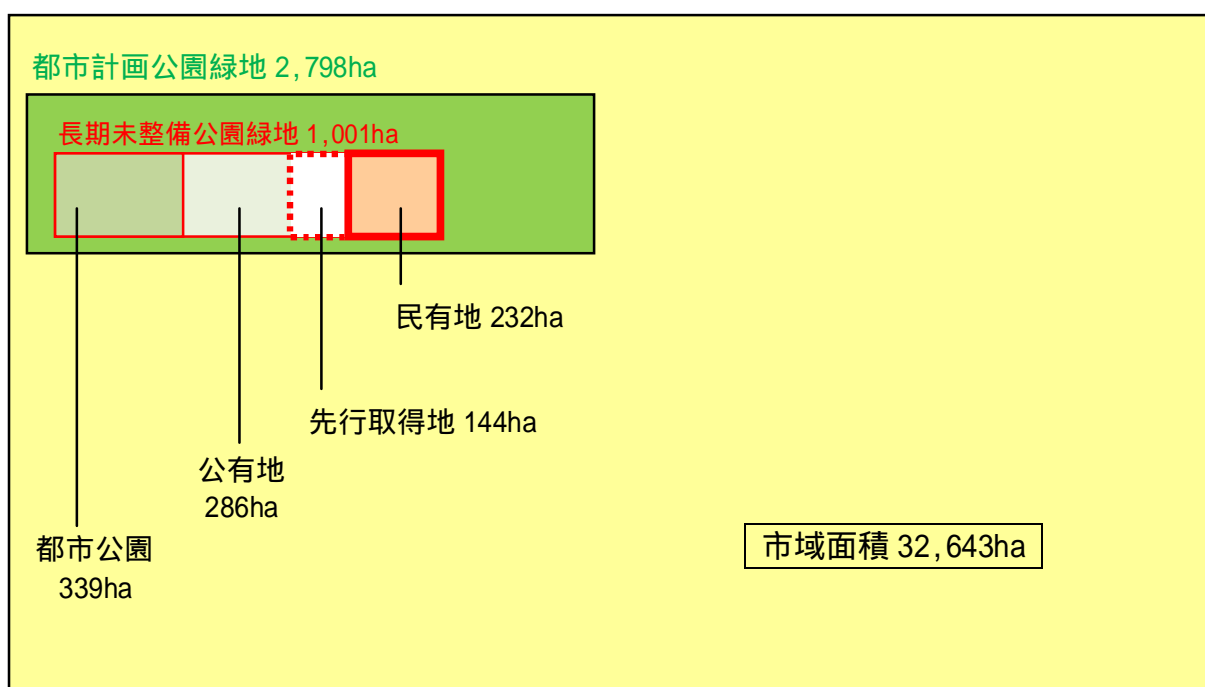 都市計画公園緑地 2,798ha
長期未整備公園緑地 1,001ha
民有地 232ha
先行取得地 144ha
公有地
286ha
都市公園
339ha
市域面積 32,643ha